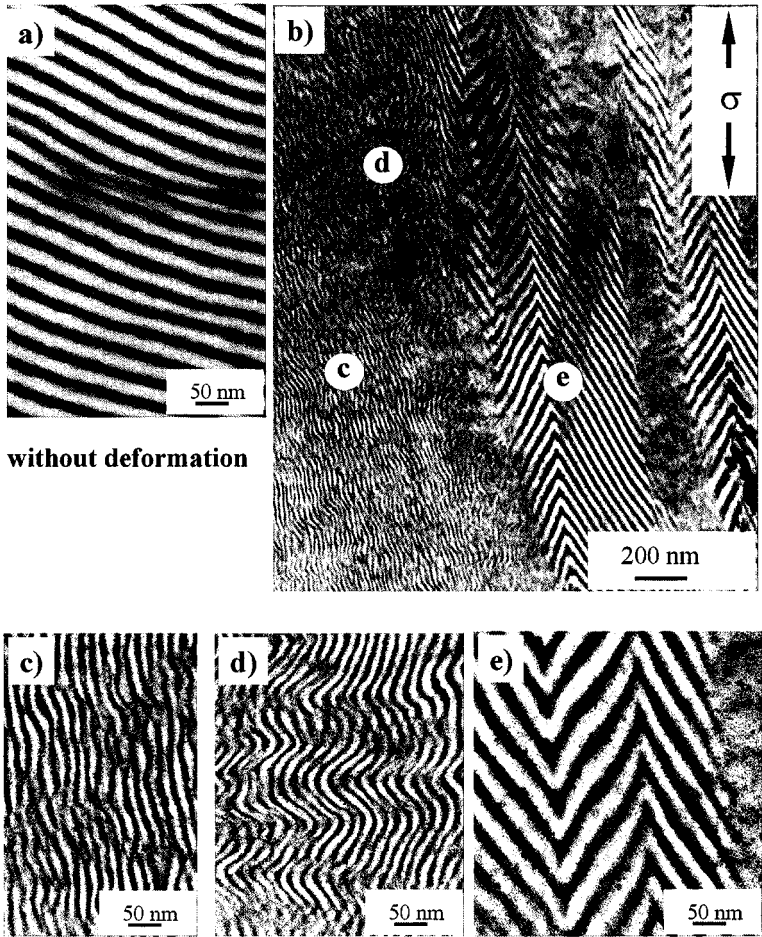 a)
50 nm
without deformation
b)
σ
d
c
e
200 nm
c)
50 nm
d)
50 nm
e)
50 nm